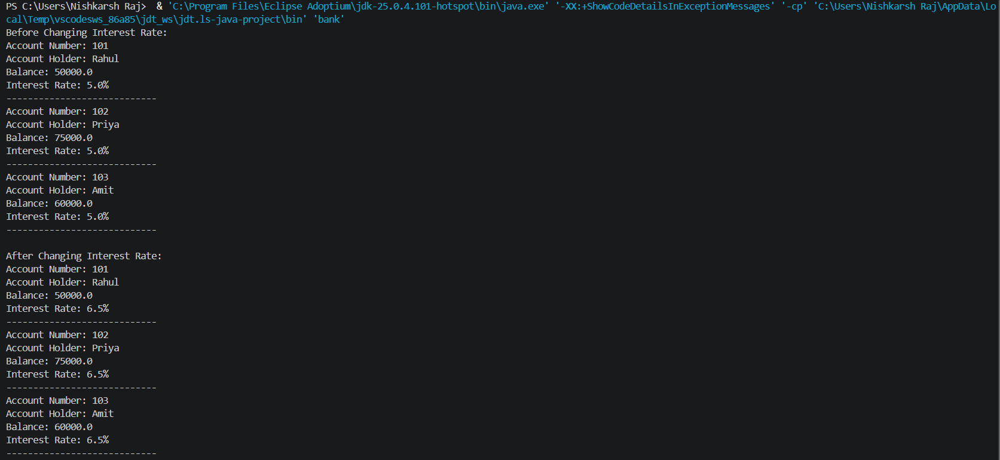 PS C:\Users\Nishkarsh Raj>  & 'C:\Program Files\Eclipse Adoptium\jdk-25.0.4.101-hotspot\bin\java.exe' '-XX:+ShowCodeDetailsInExceptionMessages' '-cp' 'C:\Users\Nishkarsh Raj\AppData\Lo
cal\Temp\vscodesws_86a85\jdt_ws\jdt.ls-java-project\bin' 'bank'
Before Changing Interest Rate:
Account Number: 101
Account Holder: Rahul
Balance: 50000.0
Interest Rate: 5.0%
----------------------------
Account Number: 102
Account Holder: Priya
Balance: 75000.0
Interest Rate: 5.0%
----------------------------
Account Number: 103
Account Holder: Amit
Balance: 60000.0
Interest Rate: 5.0%
----------------------------

After Changing Interest Rate:
Account Number: 101
Account Holder: Rahul
Balance: 50000.0
Interest Rate: 6.5%
----------------------------
Account Number: 102
Account Holder: Priya
Balance: 75000.0
Interest Rate: 6.5%
----------------------------
Account Number: 103
Account Holder: Amit
Balance: 60000.0
Interest Rate: 6.5%
----------------------------